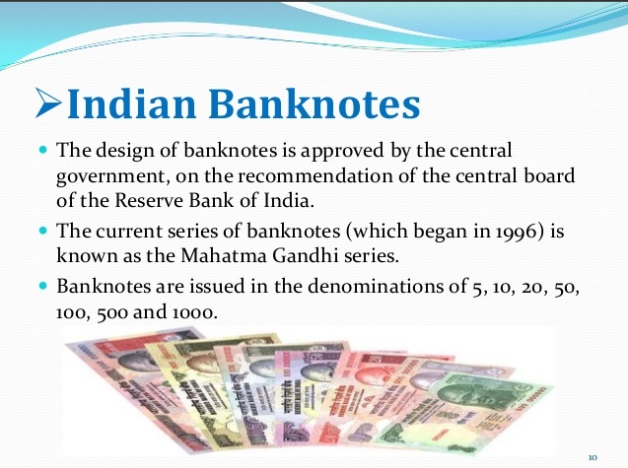 ➢Indian Banknotes
• The design of banknotes is approved by the central
government, on the recommendation of the central board
of the Reserve Bank of India.
• The current series of banknotes (which began in 1996) is
known as the Mahatma Gandhi series.
• Banknotes are issued in the denominations of 5, 10, 20, 50,
100, 500 and 1000.
10